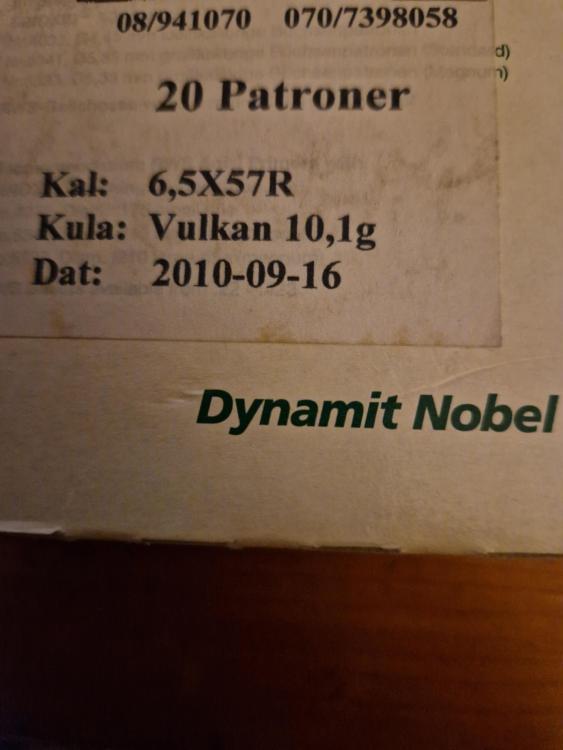 08/941070 070/7398058
d)
n)
20 Patroner
Kal: 6,5X57R
Kula: Vulkan 10,1g
Dat: 2010-09-16
Dynamit Nobel